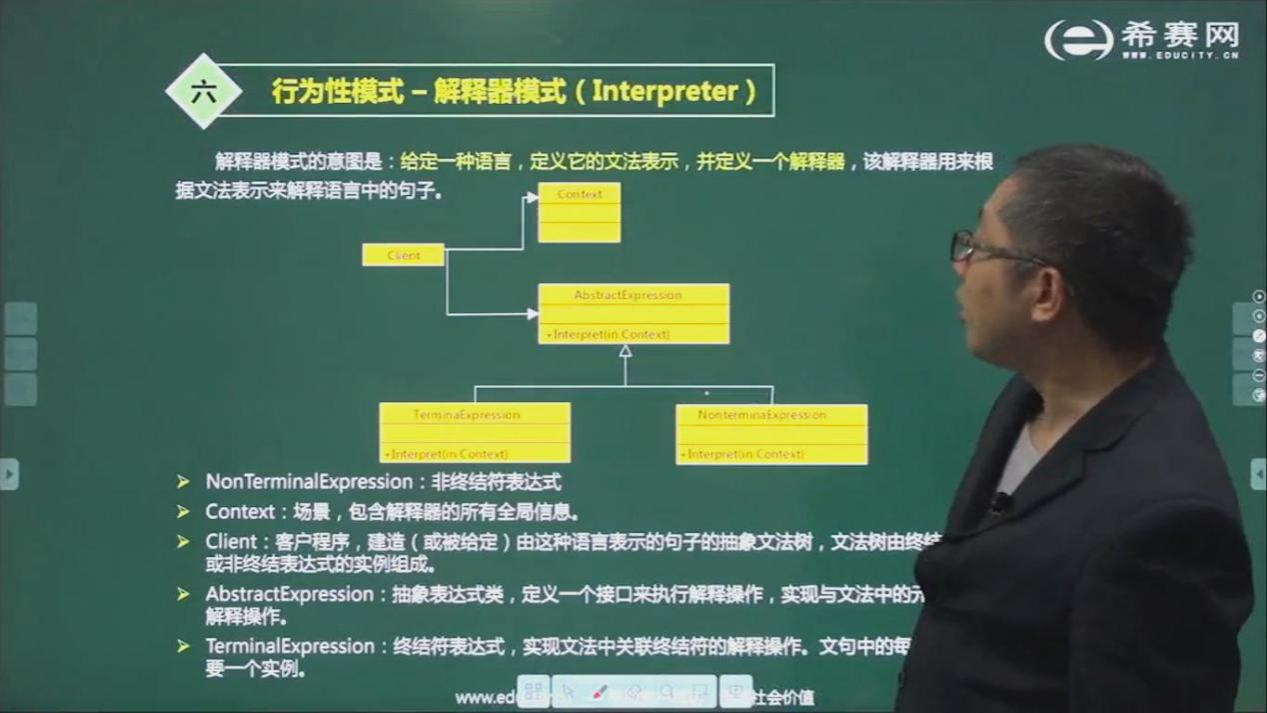 希赛网
WWW.EDUCITY.CN
六
行为性模式 – 解释器模式（Interpreter）
解释器模式的意图是：给定一种语言，定义它的文法表示，并定义一个解释器，该解释器用来根
据文法表示来解释语言中的句子。
Context
Client
AbstractExpression
+Interpret(in Context)
TerminaExpression
+Interpret(in Context)
NonterminaExpression
+Interpret(in Context)
NonTerminalExpression：非终结符表达式
Context：场景，包含解释器的所有全局信息。
Client：客户程序，建造（或被给定）由这种语言表示的句子的抽象文法树，文法树由终结
或非终结表达式的实例组成。
AbstractExpression：抽象表达式类，定义一个接口来执行解释操作，实现与文法中的元
解释操作。
TerminalExpression：终结符表达式，实现文法中关联终结符的解释操作。文句中的每
要一个实例。
www.ed
社会价值